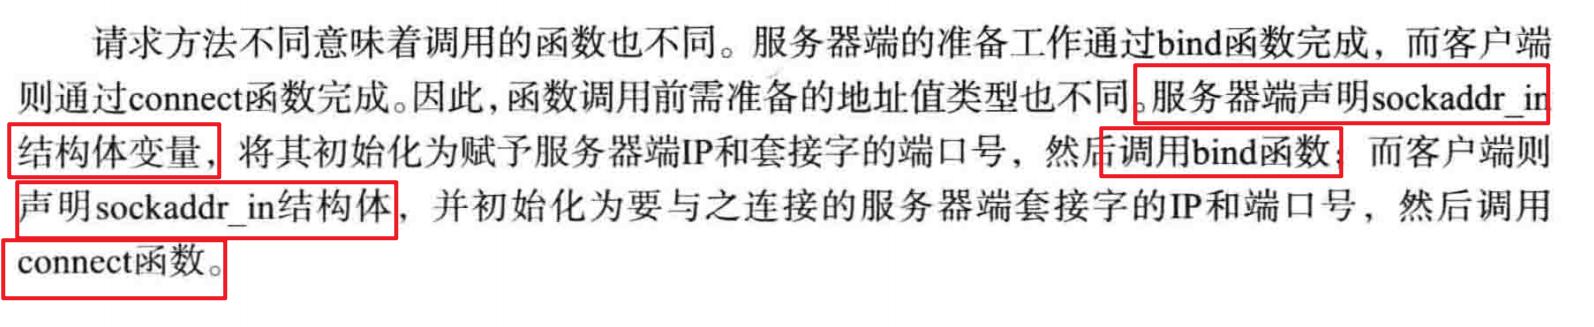 请求方法不同意味着调用的函数也不同。服务器端的准备工作通过bind函数完成，而客户端
则通过connect函数完成。因此，函数调用前需准备的地址值类型也不同。服务器端声明sockaddr_in
结构体变量，将其初始化为赋予服务器端IP和套接字的端口号，然后调用bind函数；而客户端则
声明sockaddr_in结构体，并初始化为要与之连接的服务器端套接字的IP和端口号，然后调用
connect函数。